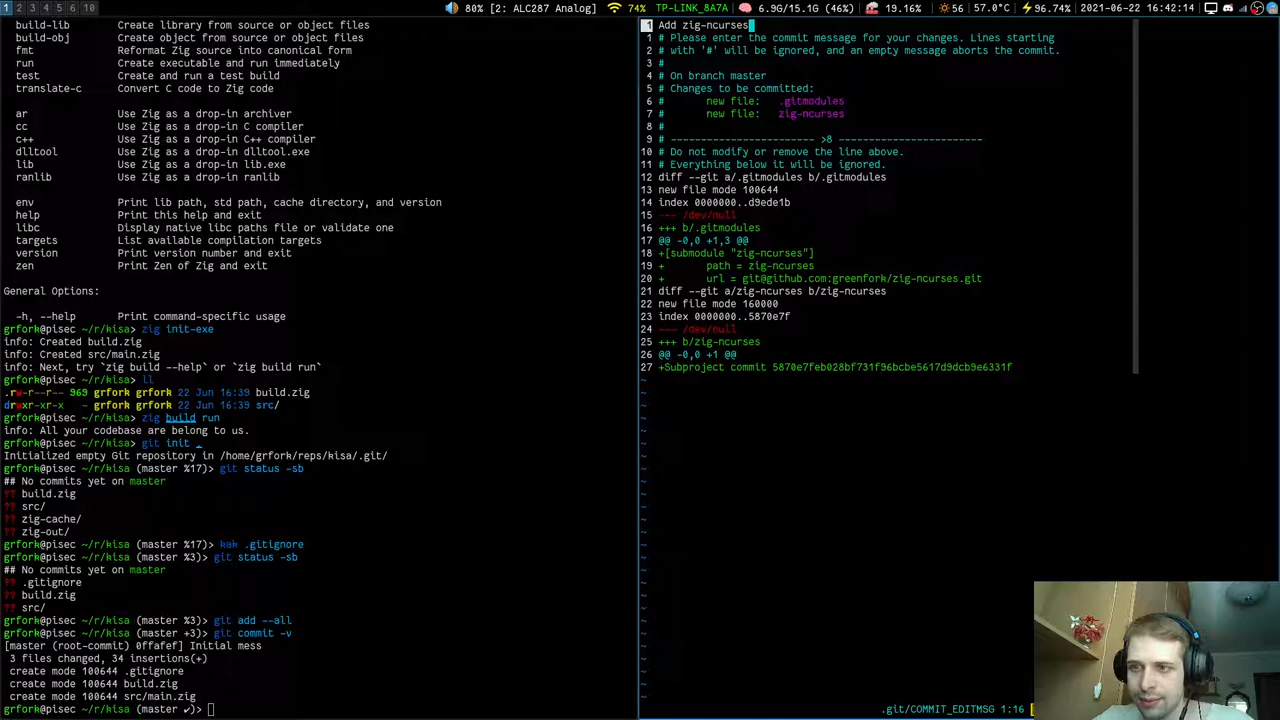 1 2 3 4 5 6 10
80% [2: ALC287 Analog] 74% TP-LINK_8A7A 6.9G/15.1G (46%) 19.16% 56 57.0°C 96.74% 2021-06-22 16:42:14
build-lib Create library from source or object files
build-obj Create object from source or object files
fmt Reformat Zig source into canonical form
run Create executable and run immediately
test Create and run a test build
translate-c Convert C code to Zig code
ar Use Zig as a drop-in archiver
cc Use Zig as a drop-in C compiler
c++ Use Zig as a drop-in C++ compiler
dlltool Use Zig as a drop-in dlltool.exe
lib Use Zig as a drop-in lib.exe
ranlib Use Zig as a drop-in ranlib
env Print lib path, std path, cache directory, and version
help Print this help and exit
libc Display native libc paths file or validate one
targets List available compilation targets
version Print version number and exit
zen Print Zen of Zig and exit
General Options:
-h, --help Print command-specific usage
grfork@pisec ~/r/kisa> zig init-exe
info: Created build.zig
info: Created src/main.zig
info: Next, try `zig build --help` or `zig build run`
grfork@pisec ~/r/kisa> ll
.rw-r--r-- 969 grfork grfork 22 Jun 16:39 build.zig
drwxr-xr-x - grfork grfork 22 Jun 16:39 src/
grfork@pisec ~/r/kisa> zig build run
info: All your codebase are belong to us.
grfork@pisec ~/r/kisa> git init .
Initialized empty Git repository in /home/grfork/reps/kisa/.git/
grfork@pisec ~/r/kisa (master %17)> git status -sb
## No commits yet on master
?? build.zig
?? src/
?? zig-cache/
?? zig-out/
grfork@pisec ~/r/kisa (master %17)> kak .gitignore
grfork@pisec ~/r/kisa (master %3)> git status -sb
## No commits yet on master
?? .gitignore
?? build.zig
?? src/
grfork@pisec ~/r/kisa (master %3)> git add --all
grfork@pisec ~/r/kisa (master +3)> git commit -v
[master (root-commit) 0ffafef] Initial mess
3 files changed, 34 insertions(+)
create mode 100644 .gitignore
create mode 100644 build.zig
create mode 100644 src/main.zig
grfork@pisec ~/r/kisa (master ✓)>
1 Add zig-ncurses
1 # Please enter the commit message for your changes. Lines starting
2 # with '#' will be ignored, and an empty message aborts the commit.
3 #
4 # On branch master
5 # Changes to be committed:
6 # new file: .gitmodules
7 # new file: zig-ncurses
8 #
9 # ------------------------ >8 ------------------------
10 # Do not modify or remove the line above.
11 # Everything below it will be ignored.
12 diff --git a/.gitmodules b/.gitmodules
13 new file mode 100644
14 index 0000000..d9ede1b
15 --- /dev/null
16 +++ b/.gitmodules
17 @@ -0,0 +1,3 @@
18 +[submodule "zig-ncurses"]
19 + path = zig-ncurses
20 + url = git@github.com:greenfork/zig-ncurses.git
21 diff --git a/zig-ncurses b/zig-ncurses
22 new file mode 160000
23 index 0000000..5870e7f
24 --- /dev/null
25 +++ b/zig-ncurses
26 @@ -0,0 +1 @@
27 +Subproject commit 5870e7feb028bf731f96bcbe5617d9dcb9e6331f
.git/COMMIT_EDITMSG 1:16